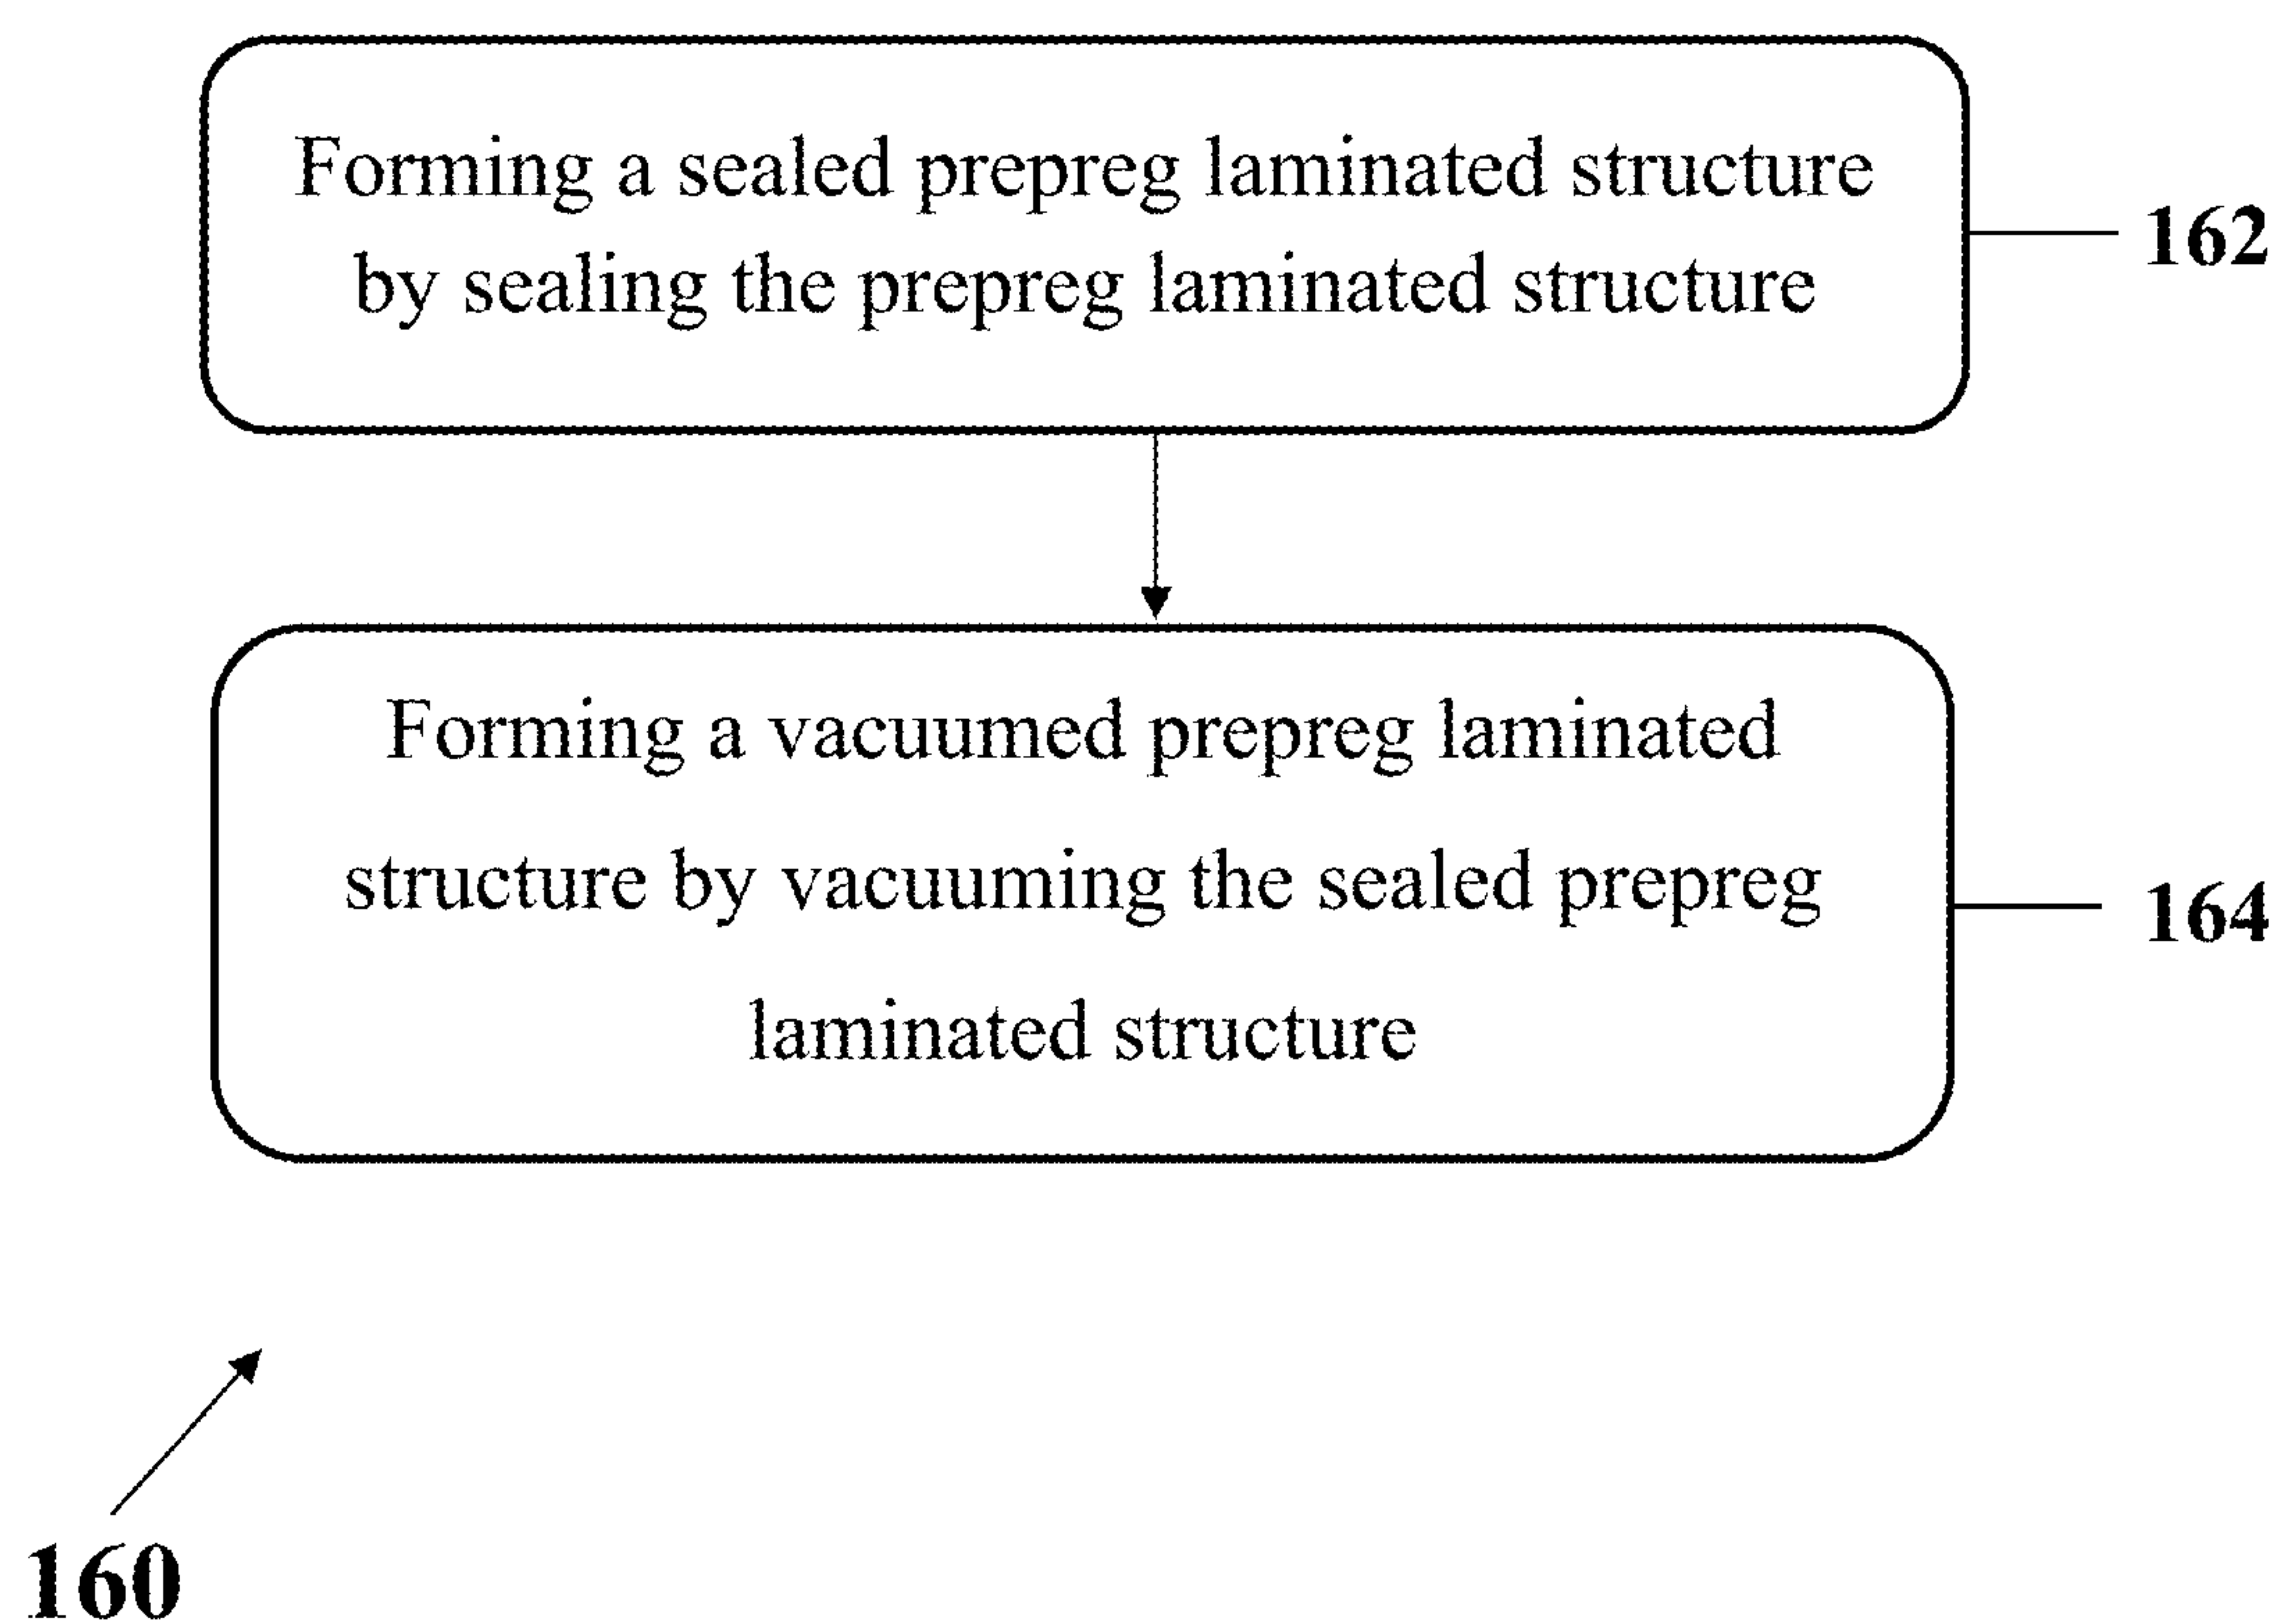 Forming a sealed prepreg laminated structure
by sealing the prepreg laminated structure
162
Forming a vacuumed prepreg laminated
structure by vacuuming the sealed prepreg
laminated structure
164
160